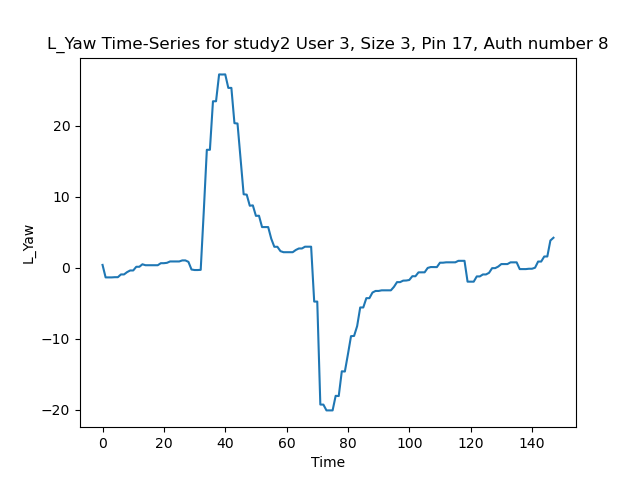 L_Yaw Time-Series for study2 User 3, Size 3, Pin 17, Auth number 8
20
10
0
−10
−20
L_Yaw
0 20 40 60 80 100 120 140
Time